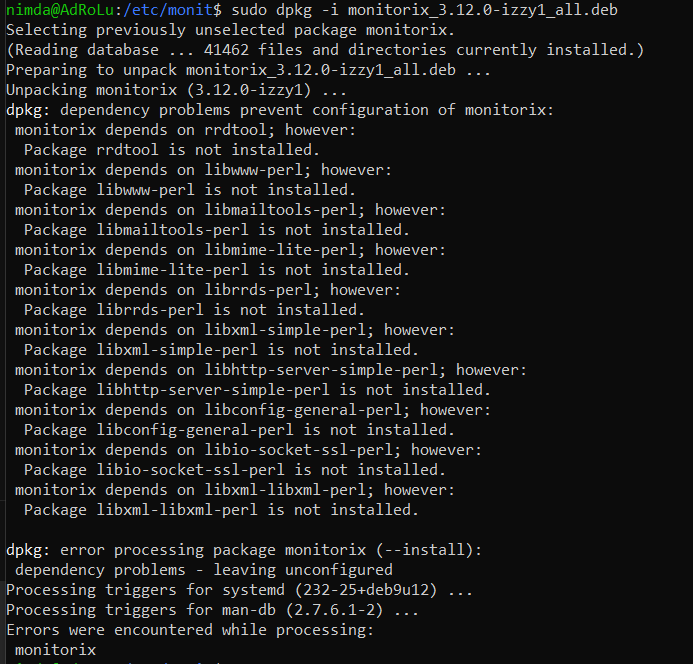 nimda@AdRoLu:/etc/monit$ sudo dpkg -i monitorix_3.12.0-izzy1_all.deb
Selecting previously unselected package monitorix.
(Reading database ... 41462 files and directories currently installed.)
Preparing to unpack monitorix_3.12.0-izzy1_all.deb ...
Unpacking monitorix (3.12.0-izzy1) ...
dpkg: dependency problems prevent configuration of monitorix:
 monitorix depends on rrdtool; however:
  Package rrdtool is not installed.
 monitorix depends on libwww-perl; however:
  Package libwww-perl is not installed.
 monitorix depends on libmailtools-perl; however:
  Package libmailtools-perl is not installed.
 monitorix depends on libmime-lite-perl; however:
  Package libmime-lite-perl is not installed.
 monitorix depends on librrds-perl; however:
  Package librrds-perl is not installed.
 monitorix depends on libxml-simple-perl; however:
  Package libxml-simple-perl is not installed.
 monitorix depends on libhttp-server-simple-perl; however:
  Package libhttp-server-simple-perl is not installed.
 monitorix depends on libconfig-general-perl; however:
  Package libconfig-general-perl is not installed.
 monitorix depends on libio-socket-ssl-perl; however:
  Package libio-socket-ssl-perl is not installed.
 monitorix depends on libxml-libxml-perl; however:
  Package libxml-libxml-perl is not installed.

dpkg: error processing package monitorix (--install):
 dependency problems - leaving unconfigured
Processing triggers for systemd (232-25+deb9u12) ...
Processing triggers for man-db (2.7.6.1-2) ...
Errors were encountered while processing:
 monitorix